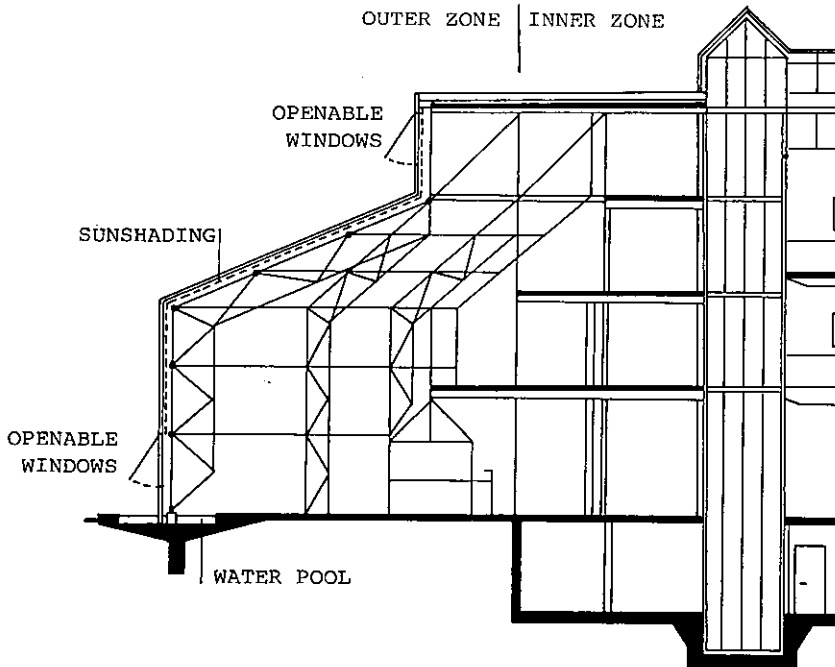 OUTER ZONE INNER ZONE
OPENABLE
WINDOWS
SUNSHADING
OPENABLE
WINDOWS
WATER POOL